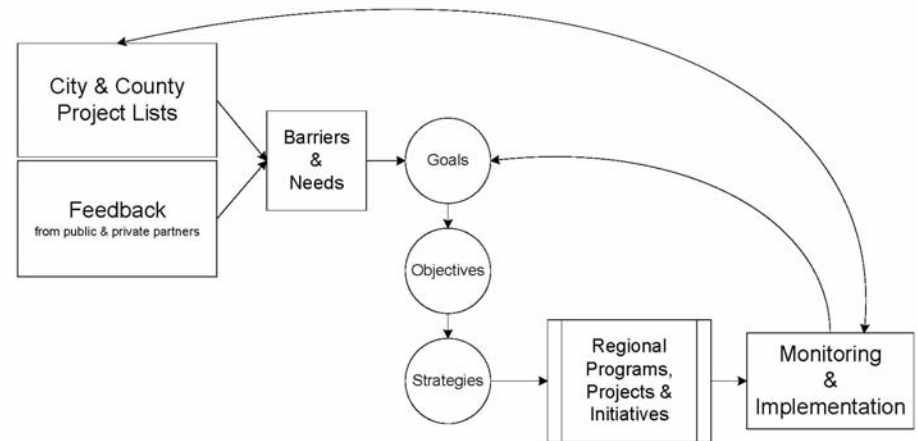 City & County
Project Lists
Feedback
from public & private partners
Barriers
&
Needs
Goals
Objectives
Strategies
Regional
Programs,
Projects &
Initiatives
Monitoring
&
Implementation